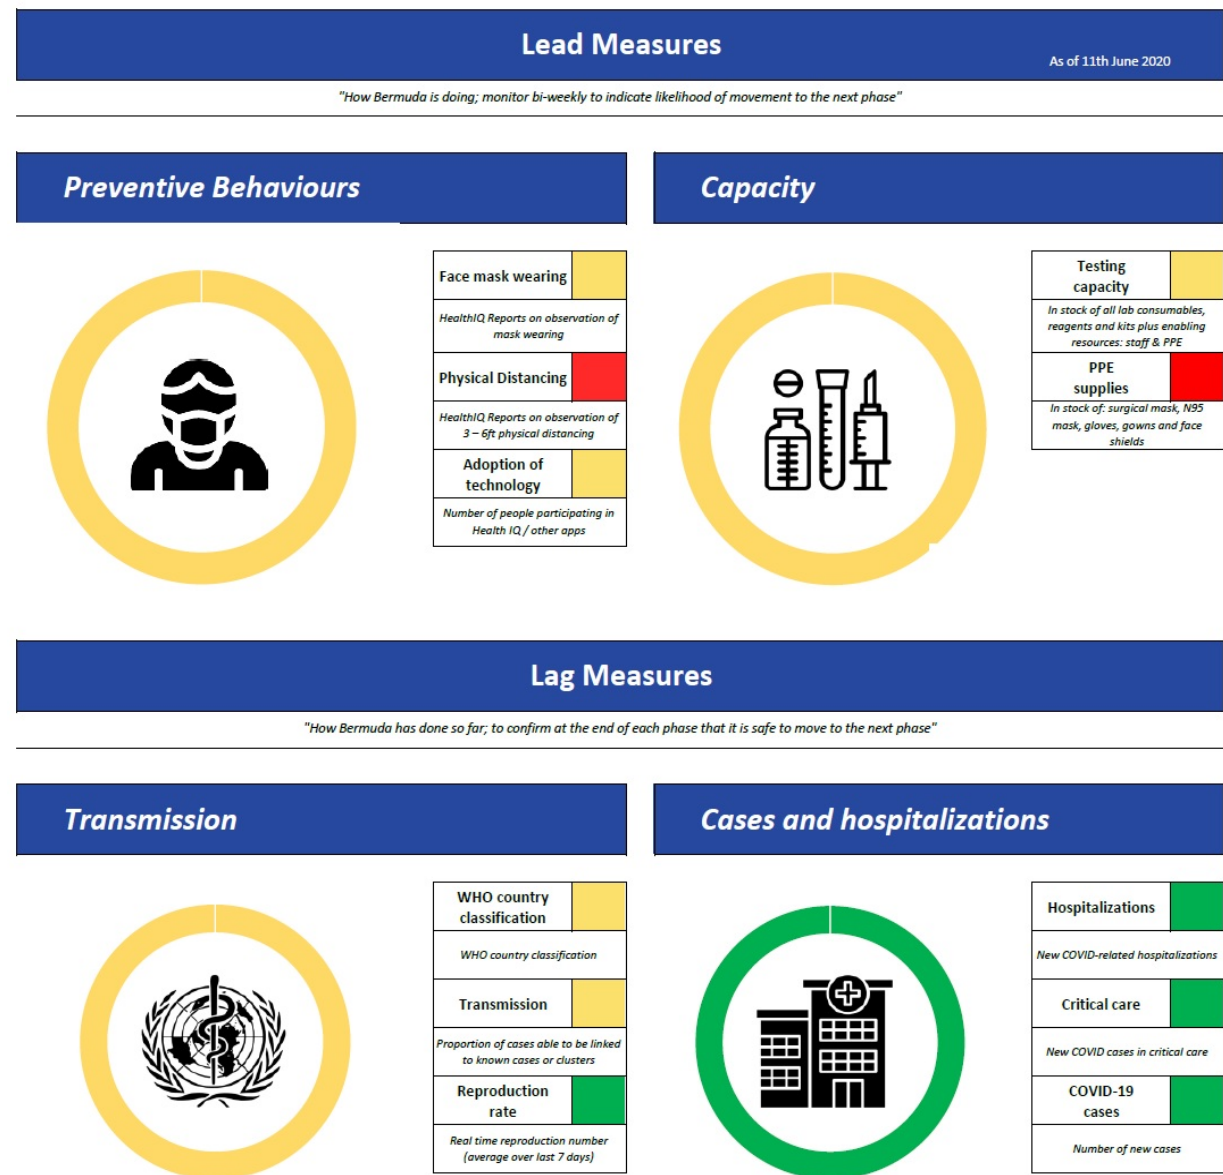 Lead Measures
As of 11th June 2020
"How Bermuda is doing; monitor bi-weekly to indicate likelihood of movement to the next phase"
Preventive Behaviours
Face mask wearing
HealthIQ Reports on observation of
mask wearing
Physical Distancing
HealthIQ Reports on observation of
3 – 6ft physical distancing
Adoption of
technology
Number of people participating in
Health IQ / other apps
Capacity
Testing
capacity
In stock of all lab consumables,
reagents and kits plus enabling
resources: staff & PPE
PPE
supplies
In stock of: surgical mask, N95
mask, gloves, gowns and face
shields
Lag Measures
"How Bermuda has done so far; to confirm at the end of each phase that it is safe to move to the next phase"
Transmission
WHO country
classification
WHO country classification
Transmission
Proportion of cases able to be linked
to known cases or clusters
Reproduction
rate
Real time reproduction number
(average over last 7 days)
Cases and hospitalizations
Hospitalizations
New COVID-related hospitalizations
Critical care
New COVID cases in critical care
COVID-19
cases
Number of new cases